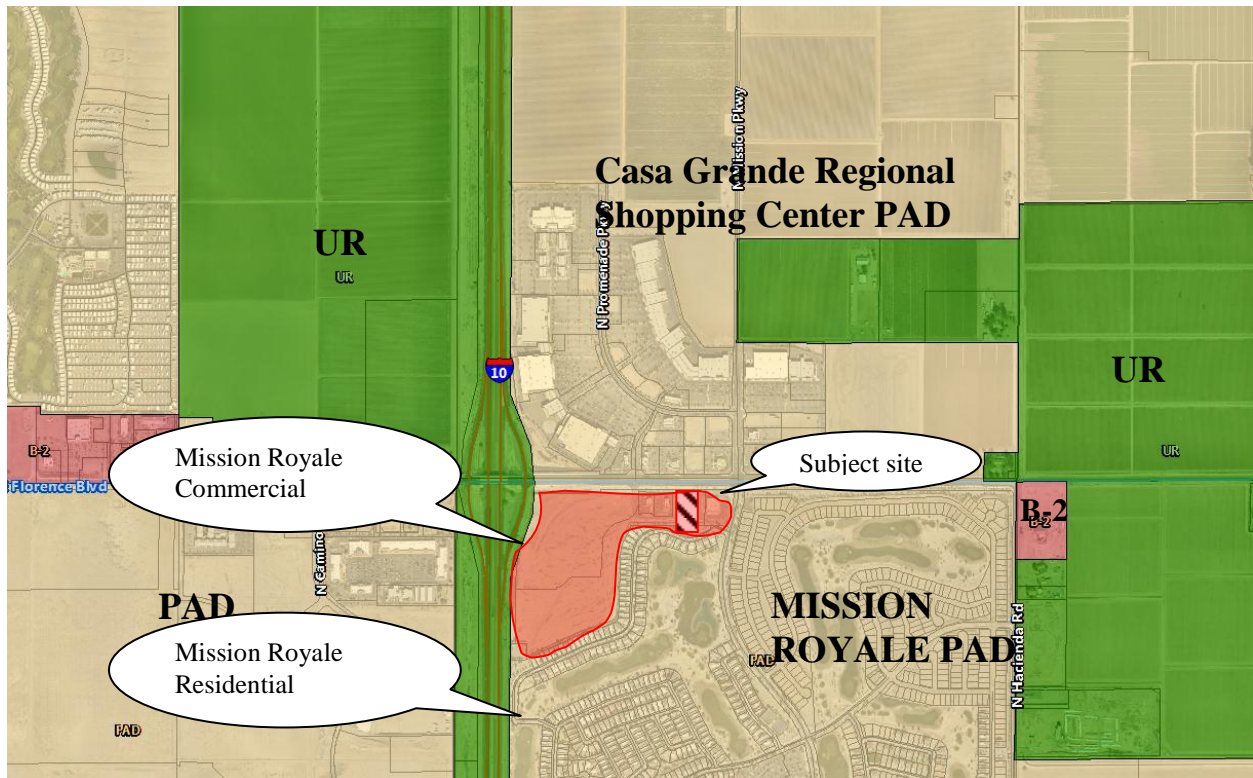 N Mission Pkwy
Casa Grande Regional
Shopping Center PAD
N Promenade Pkwy
UR
UR
10
UR
UR
B-2
Florence Blvd
Mission Royale
Commercial
Subject site
B-2
B-2
N Camino
PAD
Mission Royale
Residential
MISSION
ROYALE PAD
PAD
N Hacienda Rd
PAD